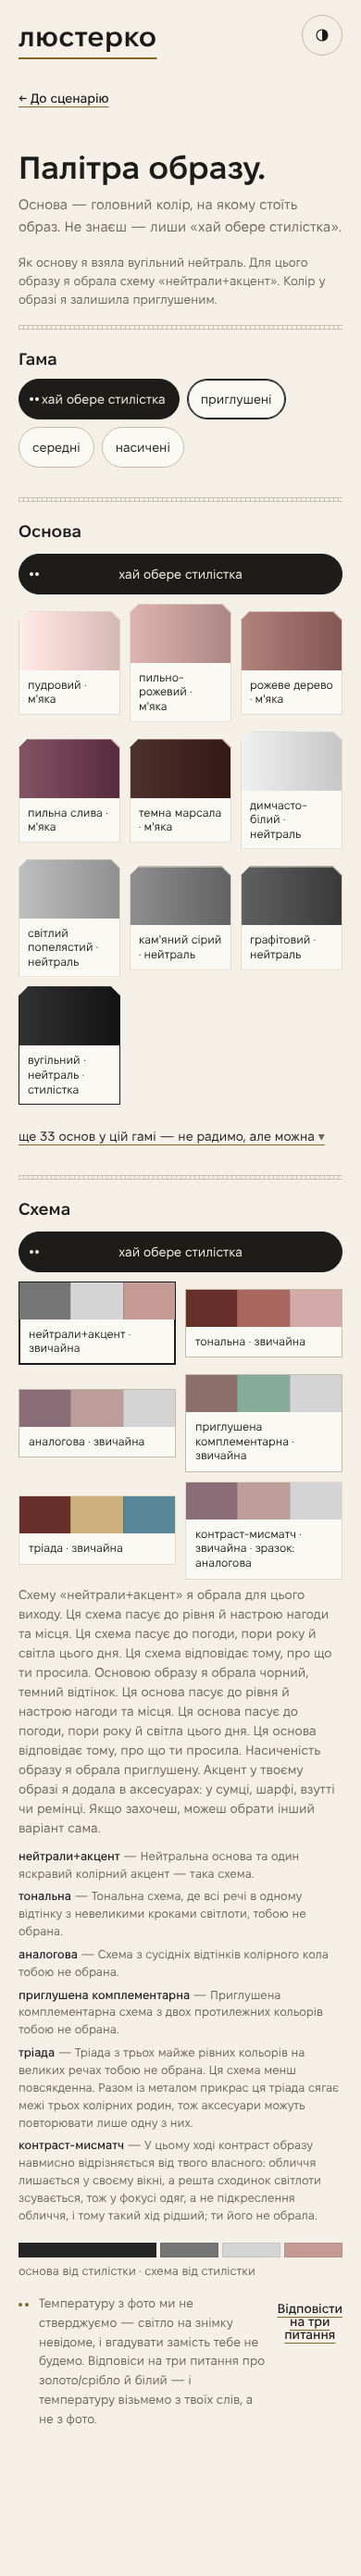 люстерко
← До сценарію
Палітра образу.
Основа — головний колір, на якому стоїть
образ. Не знаєш — лиши «хай обере стилістка».
Як основу я взяла вугільний нейтраль. Для цього
образу я обрала схему «нейтрали+акцент». Колір у
образі я залишила приглушеним.
Гама
хай обере стилістка
приглушені
середні
насичені
Основа
хай обере стилістка
пудровий ·
м'яка
пильно-
рожевий ·
м'яка
рожеве дерево
· м'яка
пильна слива ·
м'яка
темна марсала
· м'яка
димчасто-
білий ·
нейтраль
світлий
попелястий ·
нейтраль
кам'яний сірий
· нейтраль
графітовий ·
нейтраль
вугільний ·
нейтраль ·
стилістка
ще 33 основ у цій гамі — не радимо, але можна ▾
Схема
хай обере стилістка
нейтрали+акцент ·
звичайна
тональна · звичайна
аналогова · звичайна
приглушена
комплементарна ·
звичайна
тріада · звичайна
контраст-мисматч ·
звичайна · зразок:
аналогова
Схему «нейтрали+акцент» я обрала для цього
виходу. Ця схема пасує до рівня й настрою нагоди
та місця. Ця схема пасує до погоди, пори року й
світла цього дня. Ця схема відповідає тому, про що
ти просила. Основою образу я обрала чорний,
темний відтінок. Ця основа пасує до рівня й
настрою нагоди та місця. Ця основа пасує до
погоди, пори року й світла цього дня. Ця основа
відповідає тому, про що ти просила. Насиченість
образу я обрала приглушену. Акцент у твоєму
образі я додала в аксесуарах: у сумці, шарфі, взутті
чи ремінці. Якщо захочеш, можеш обрати інший
варіант сама.
нейтрали+акцент — Нейтральна основа та один
яскравий колірний акцент — така схема.
тональна — Тональна схема, де всі речі в одному
відтінку з невеликими кроками світлоти, тобою не
обрана.
аналогова — Схема з сусідніх відтінків колірного кола
тобою не обрана.
приглушена комплементарна — Приглушена
комплементарна схема з двох протилежних кольорів
тобою не обрана.
тріада — Тріада з трьох майже рівних кольорів на
великих речах тобою не обрана. Ця схема менш
повсякденна. Разом із металом прикрас ця тріада сягає
межі трьох колірних родин, тож аксесуари можуть
повторювати лише одну з них.
контраст-мисматч — У цьому ході контраст образу
навмисно відрізняється від твого власного: обличчя
лишається у своєму вікні, а решта сходинок світлоти
зсувається, тож у фокусі одяг, а не підкреслення
обличчя, і тому такий хід рідший; ти його не обрала.
основа від стилістки · схема від стилістки
Температуру з фото ми не
стверджуємо — світло на знімку
невідоме, і вгадувати замість тебе не
будемо. Відповіси на три питання про
золото/срібло й білий — і
температуру візьмемо з твоїх слів, а
не з фото.
Відповісти
на три
питання